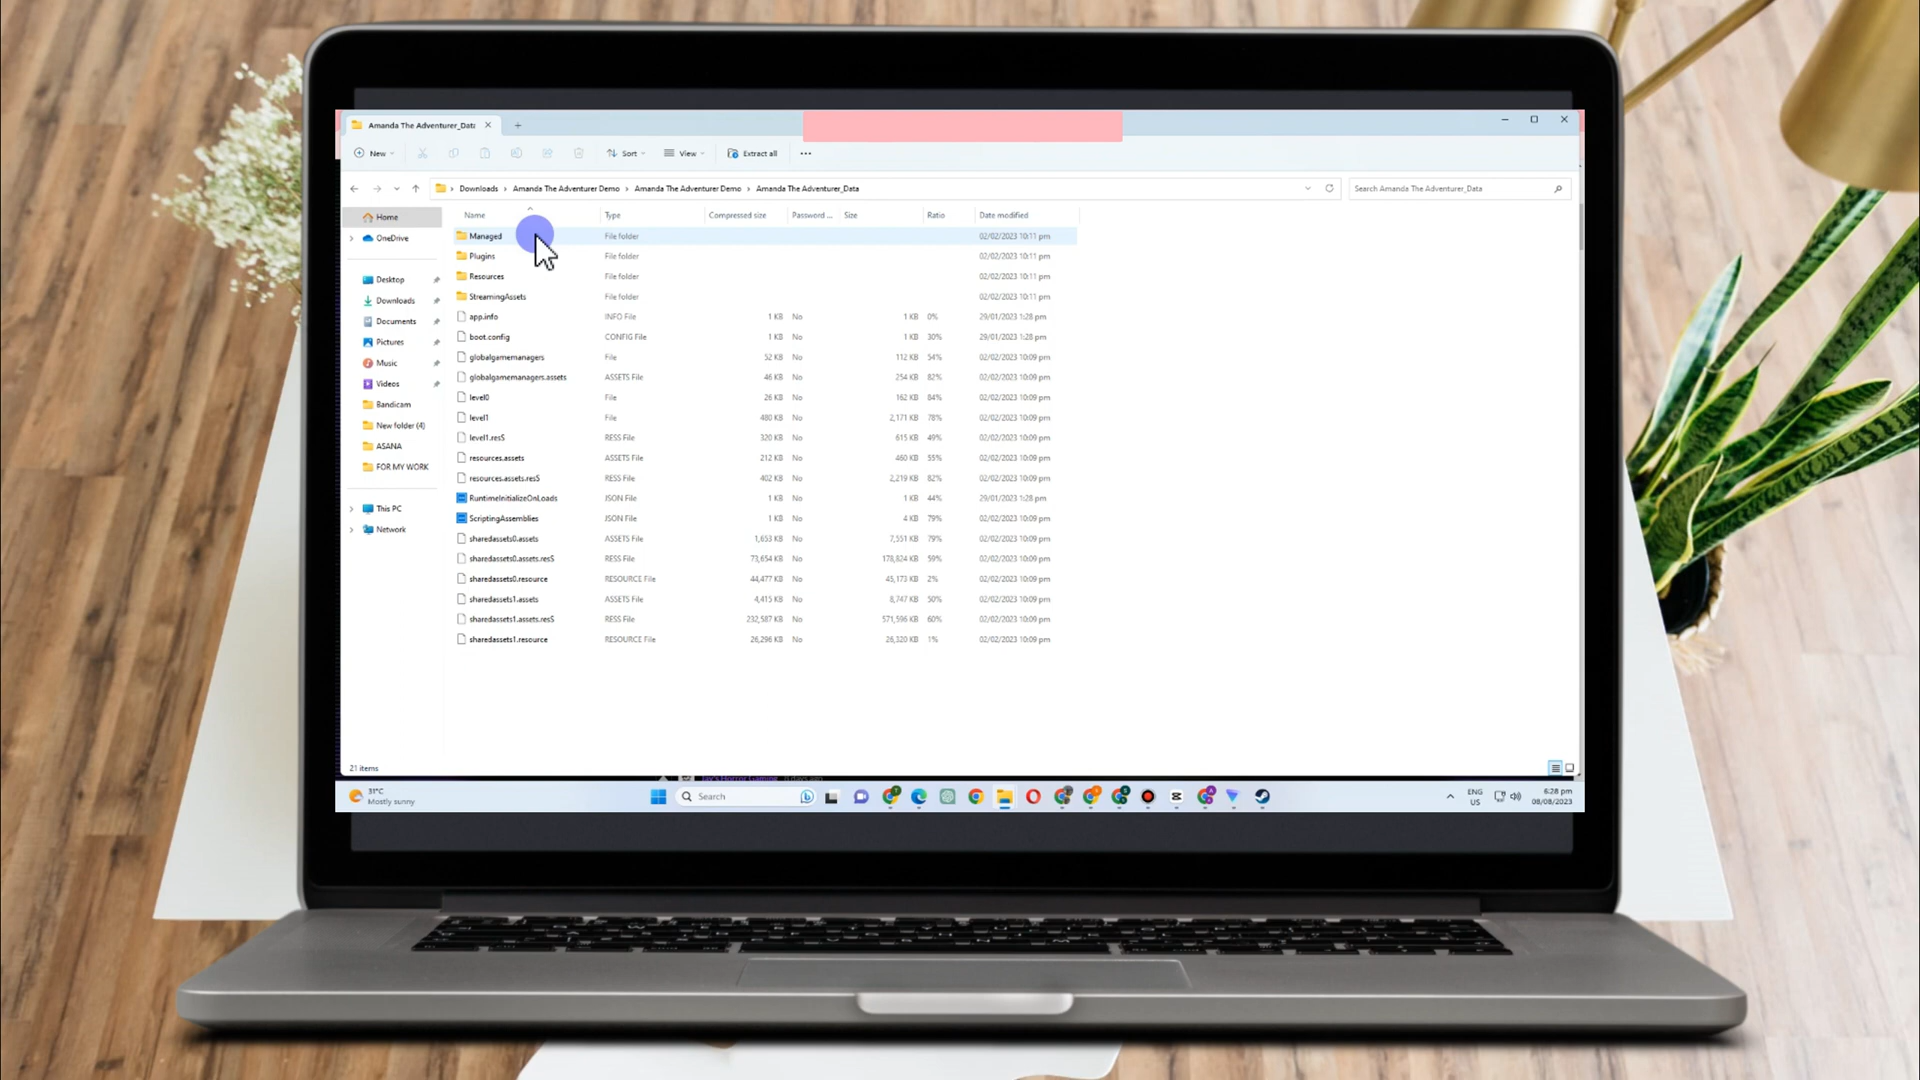 Amanda The Adventurer_Data
New
Sort
View
Extract all
Downloads > Amanda The Adventurer Demo > Amanda The Adventurer Demo > Amanda The Adventurer_Data
Search Amanda The Adventurer_Data
Name Type Compressed size Password ... Size Ratio Date modified
Home
OneDrive
Desktop
Downloads
Documents
Pictures
Music
Videos
Bandicam
New folder (4)
ASANA
FOR MY WORK
This PC
Network
Managed File folder 02/02/2023 10:11 pm
Plugins File folder 02/02/2023 10:11 pm
Resources File folder 02/02/2023 10:11 pm
StreamingAssets File folder 02/02/2023 10:11 pm
app.info INFO File 1 KB No 1 KB 0% 29/01/2023 1:28 pm
boot.config CONFIG File 1 KB No 1 KB 30% 29/01/2023 1:28 pm
globalgamemanagers File 52 KB No 112 KB 54% 02/02/2023 10:09 pm
globalgamemanagers.assets ASSETS File 46 KB No 254 KB 82% 02/02/2023 10:09 pm
level0 File 26 KB No 162 KB 84% 02/02/2023 10:09 pm
level1 File 480 KB No 2,171 KB 78% 02/02/2023 10:09 pm
level1.resS RESS File 320 KB No 615 KB 49% 02/02/2023 10:09 pm
resources.assets ASSETS File 212 KB No 460 KB 55% 02/02/2023 10:09 pm
resources.assets.resS RESS File 402 KB No 2,219 KB 82% 02/02/2023 10:09 pm
RuntimeInitializeOnLoads JSON File 1 KB No 1 KB 44% 29/01/2023 1:28 pm
ScriptingAssemblies JSON File 1 KB No 4 KB 79% 02/02/2023 10:09 pm
sharedassets0.assets ASSETS File 1,653 KB No 7,551 KB 79% 02/02/2023 10:09 pm
sharedassets0.assets.resS RESS File 73,654 KB No 178,824 KB 59% 02/02/2023 10:09 pm
sharedassets0.resource RESOURCE File 44,477 KB No 45,173 KB 2% 02/02/2023 10:09 pm
sharedassets1.assets ASSETS File 4,415 KB No 8,747 KB 50% 02/02/2023 10:09 pm
sharedassets1.assets.resS RESS File 232,587 KB No 571,596 KB 60% 02/02/2023 10:09 pm
sharedassets1.resource RESOURCE File 26,296 KB No 26,320 KB 1% 02/02/2023 10:09 pm
21 items
Jay's Horror Gaming 8 days ago
31°C
Mostly sunny
Search
ENG
US
6:28 pm
08/08/2023